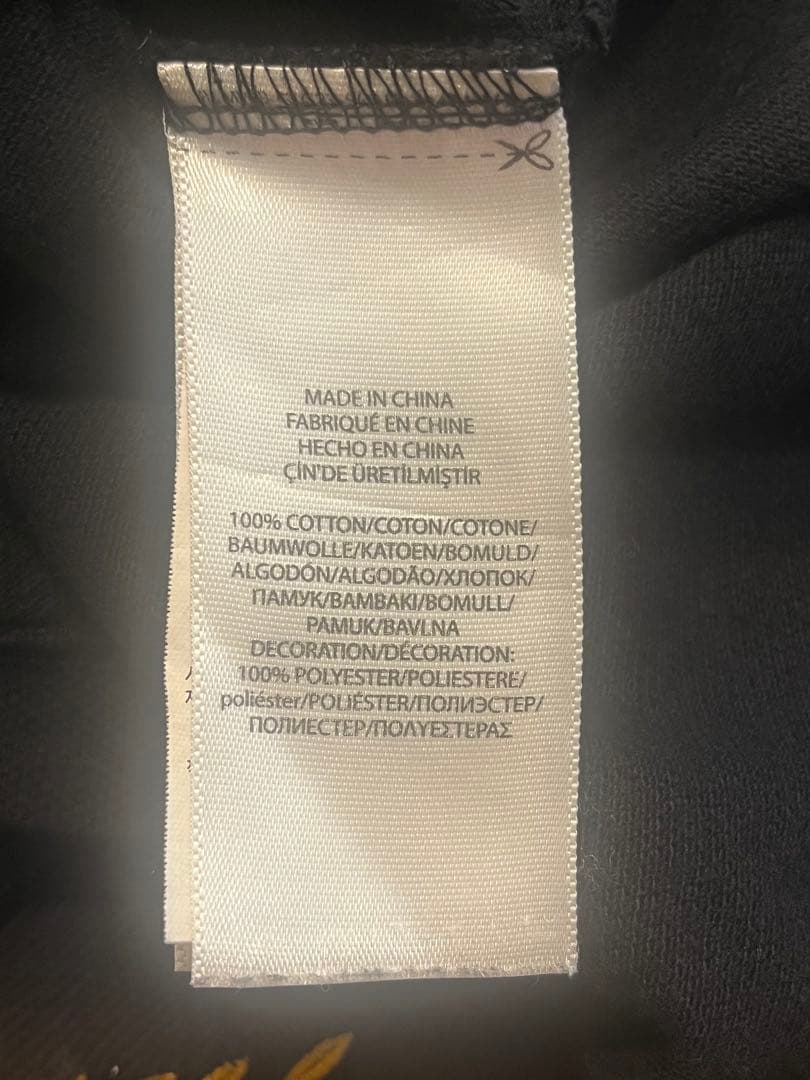 MADE IN CHINA
FABRIQUÉ EN CHINE
HECHO EN CHINA
ÇİN'DE ÜRETİLMİŞTİR
100% COTTON/COTON/COTONE/
BAUMWOLLE/KATOEN/BOMULD/
ALGODÓN/ALGODÃO/ХЛОПОК/
ПАМУК/ΒΑΜΒΑΚΙ/BOMULL/
PAMUK/BAVLNA
DECORATION/DÉCORATION:
100% POLYESTER/POLIESTERE/
poliéster/POLIÉSTER/ПОЛИЭСТЕР/
ПОЛИЕСТЕР/ΠΟΛΥΕΣΤΕΡΑΣ